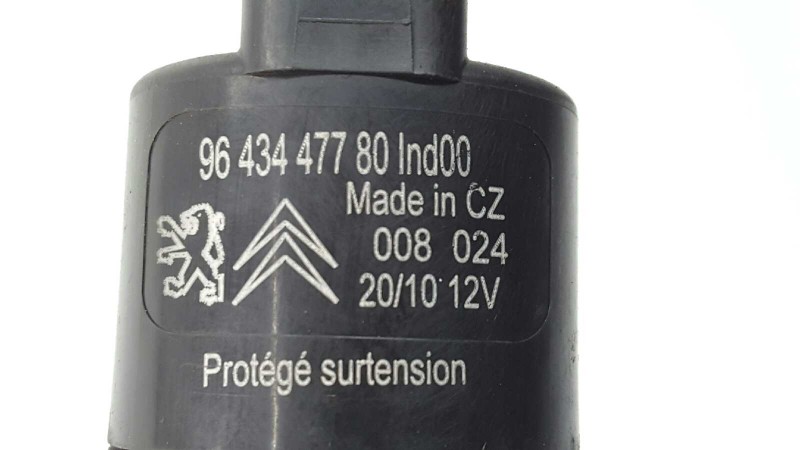 96 434 477 80 Ind00
Made in CZ
008 024
20/10 12V
Protégé surtension